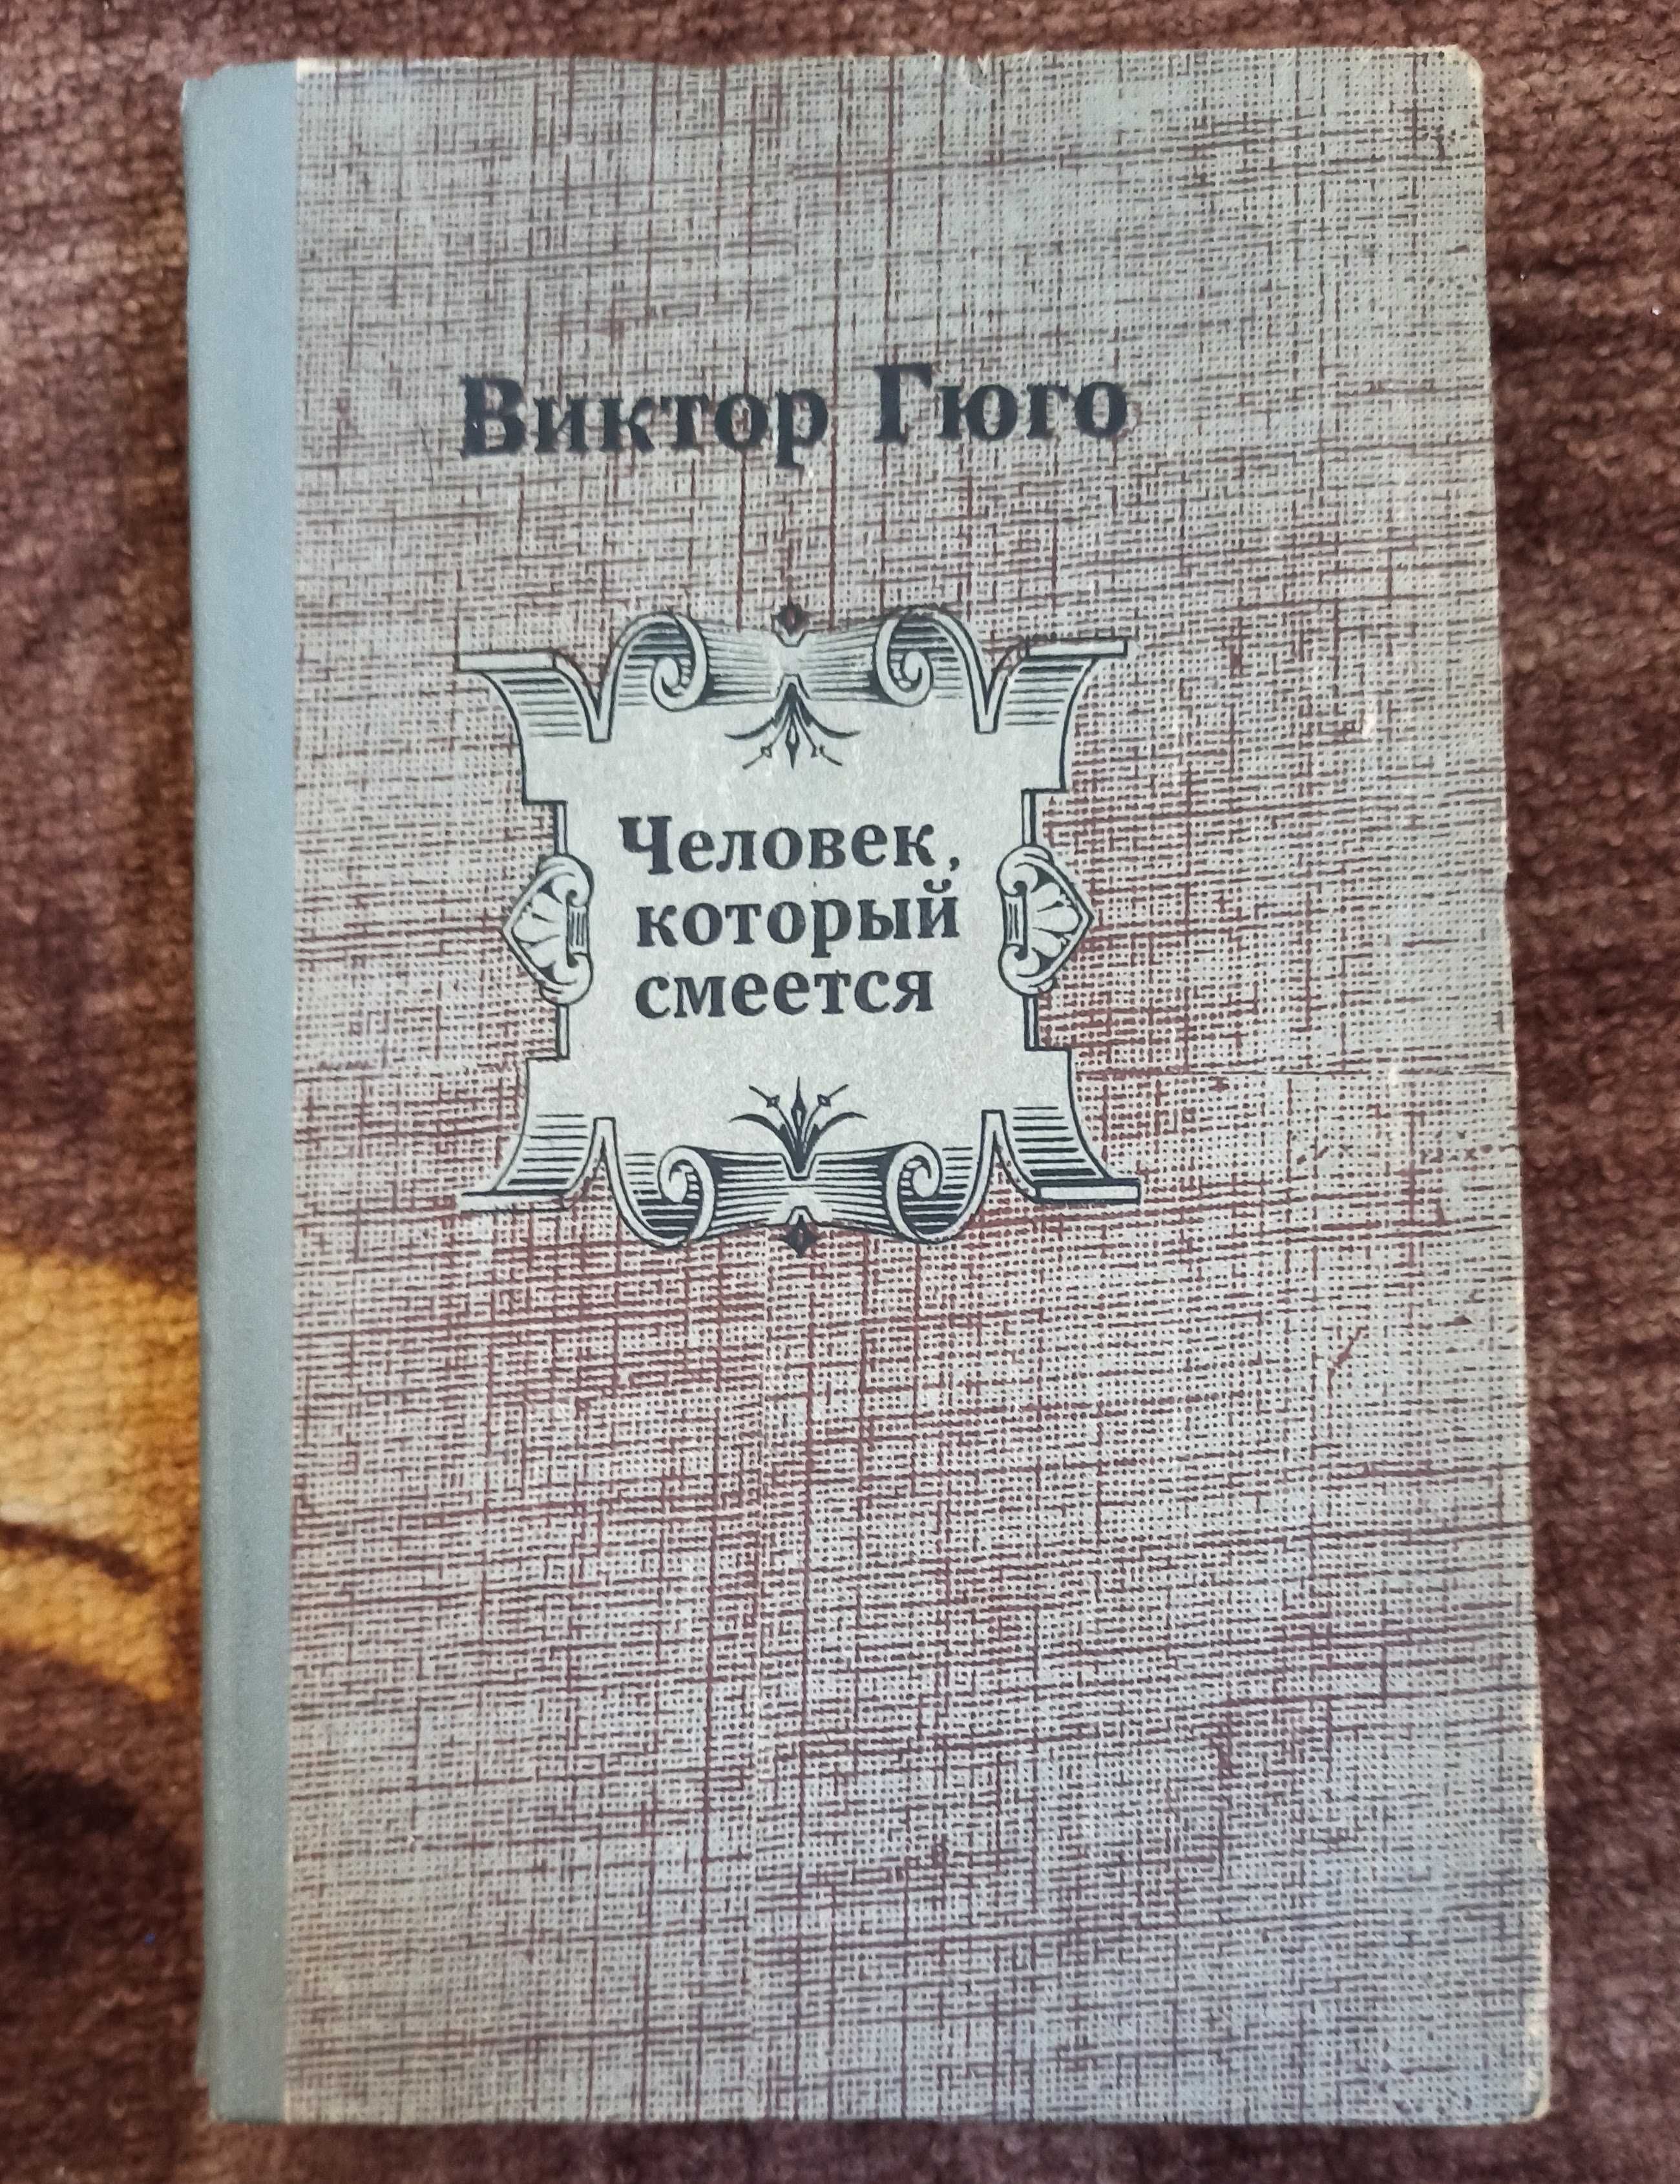 Виктор Гюго
Человек,
который
смеется